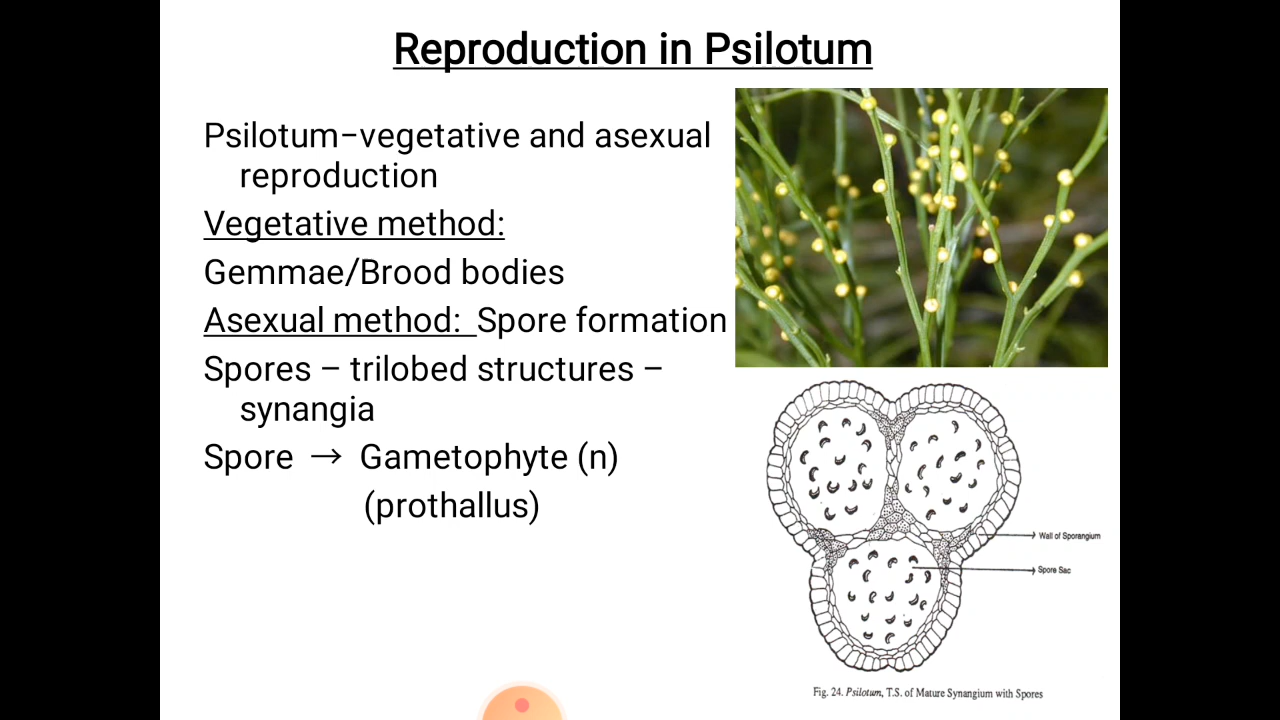 Reproduction in Psilotum
Psilotum–vegetative and asexual
reproduction
Vegetative method:
Gemmae/Brood bodies
Asexual method: Spore formation
Spores – trilobed structures –
synangia
Spore → Gametophyte (n)
(prothallus)
Wall of Sporangium
Spore Sac
Fig. 24. Psilotum, T.S. of Mature Synangium with Spores